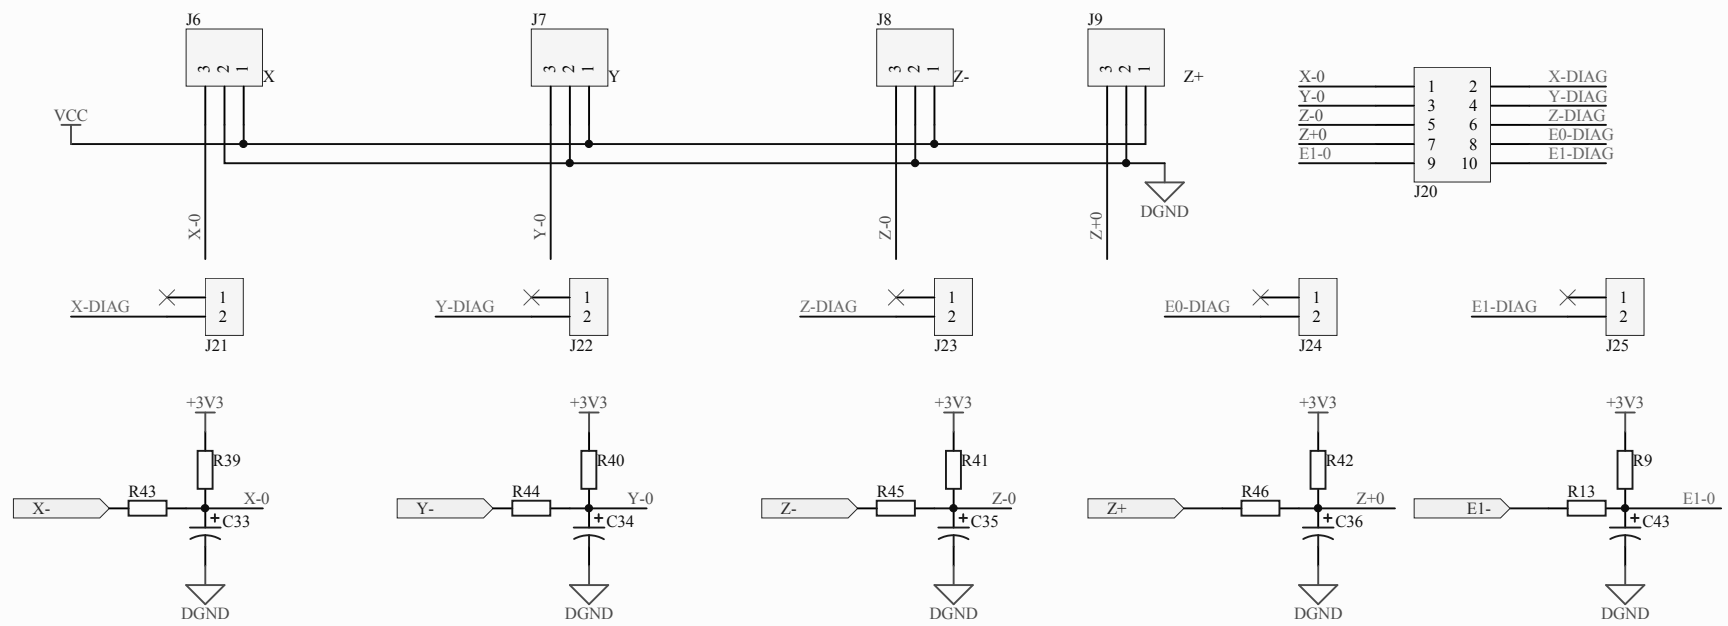 J6 J7 J8 J9
3 2 1 X 3 2 1 Y 3 2 1 Z- 3 2 1 Z+
VCC
DGND
X-0 Y-0 Z-0 Z+0
X-0 1 2 X-DIAG
Y-0 3 4 Y-DIAG
Z-0 5 6 Z-DIAG
Z+0 7 8 E0-DIAG
E1-0 9 10 E1-DIAG
J20
1 1 1 1 1
X-DIAG 2 Y-DIAG 2 Z-DIAG 2 E0-DIAG 2 E1-DIAG 2
J21 J22 J23 J24 J25
+3V3 +3V3 +3V3 +3V3 +3V3
R39 R40 R41 R42 R9
R43 X-0 R44 Y-0 R45 Z-0 R46 Z+0 R13 E1-0
X- Y- Z- Z+ E1-
+ C33 + C34 + C35 + C36 + C43
DGND DGND DGND DGND DGND